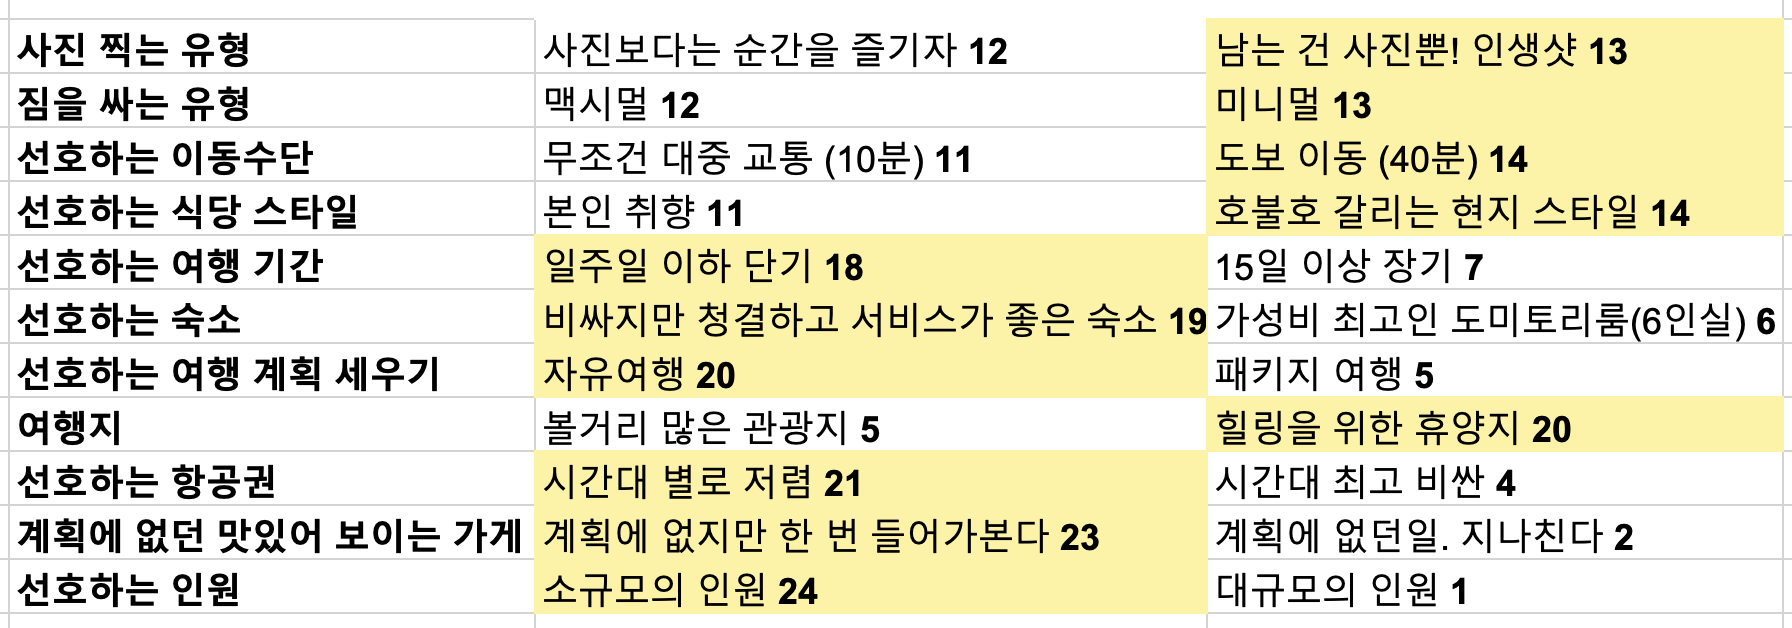 사진 찍는 유형 사진보다는 순간을 즐기자 12 남는 건 사진뿐! 인생샷 13
짐을 싸는 유형 맥시멀 12 미니멀 13
선호하는 이동수단 무조건 대중 교통 (10분) 11 도보 이동 (40분) 14
선호하는 식당 스타일 본인 취향 11 호불호 갈리는 현지 스타일 14
선호하는 여행 기간 일주일 이하 단기 18 15일 이상 장기 7
선호하는 숙소 비싸지만 청결하고 서비스가 좋은 숙소 19 가성비 최고인 도미토리룸(6인실) 6
선호하는 여행 계획 세우기 자유여행 20 패키지 여행 5
여행지 볼거리 많은 관광지 5 힐링을 위한 휴양지 20
선호하는 항공권 시간대 별로 저렴 21 시간대 최고 비싼 4
계획에 없던 맛있어 보이는 가게 계획에 없지만 한 번 들어가본다 23 계획에 없던일. 지나친다 2
선호하는 인원 소규모의 인원 24 대규모의 인원 1